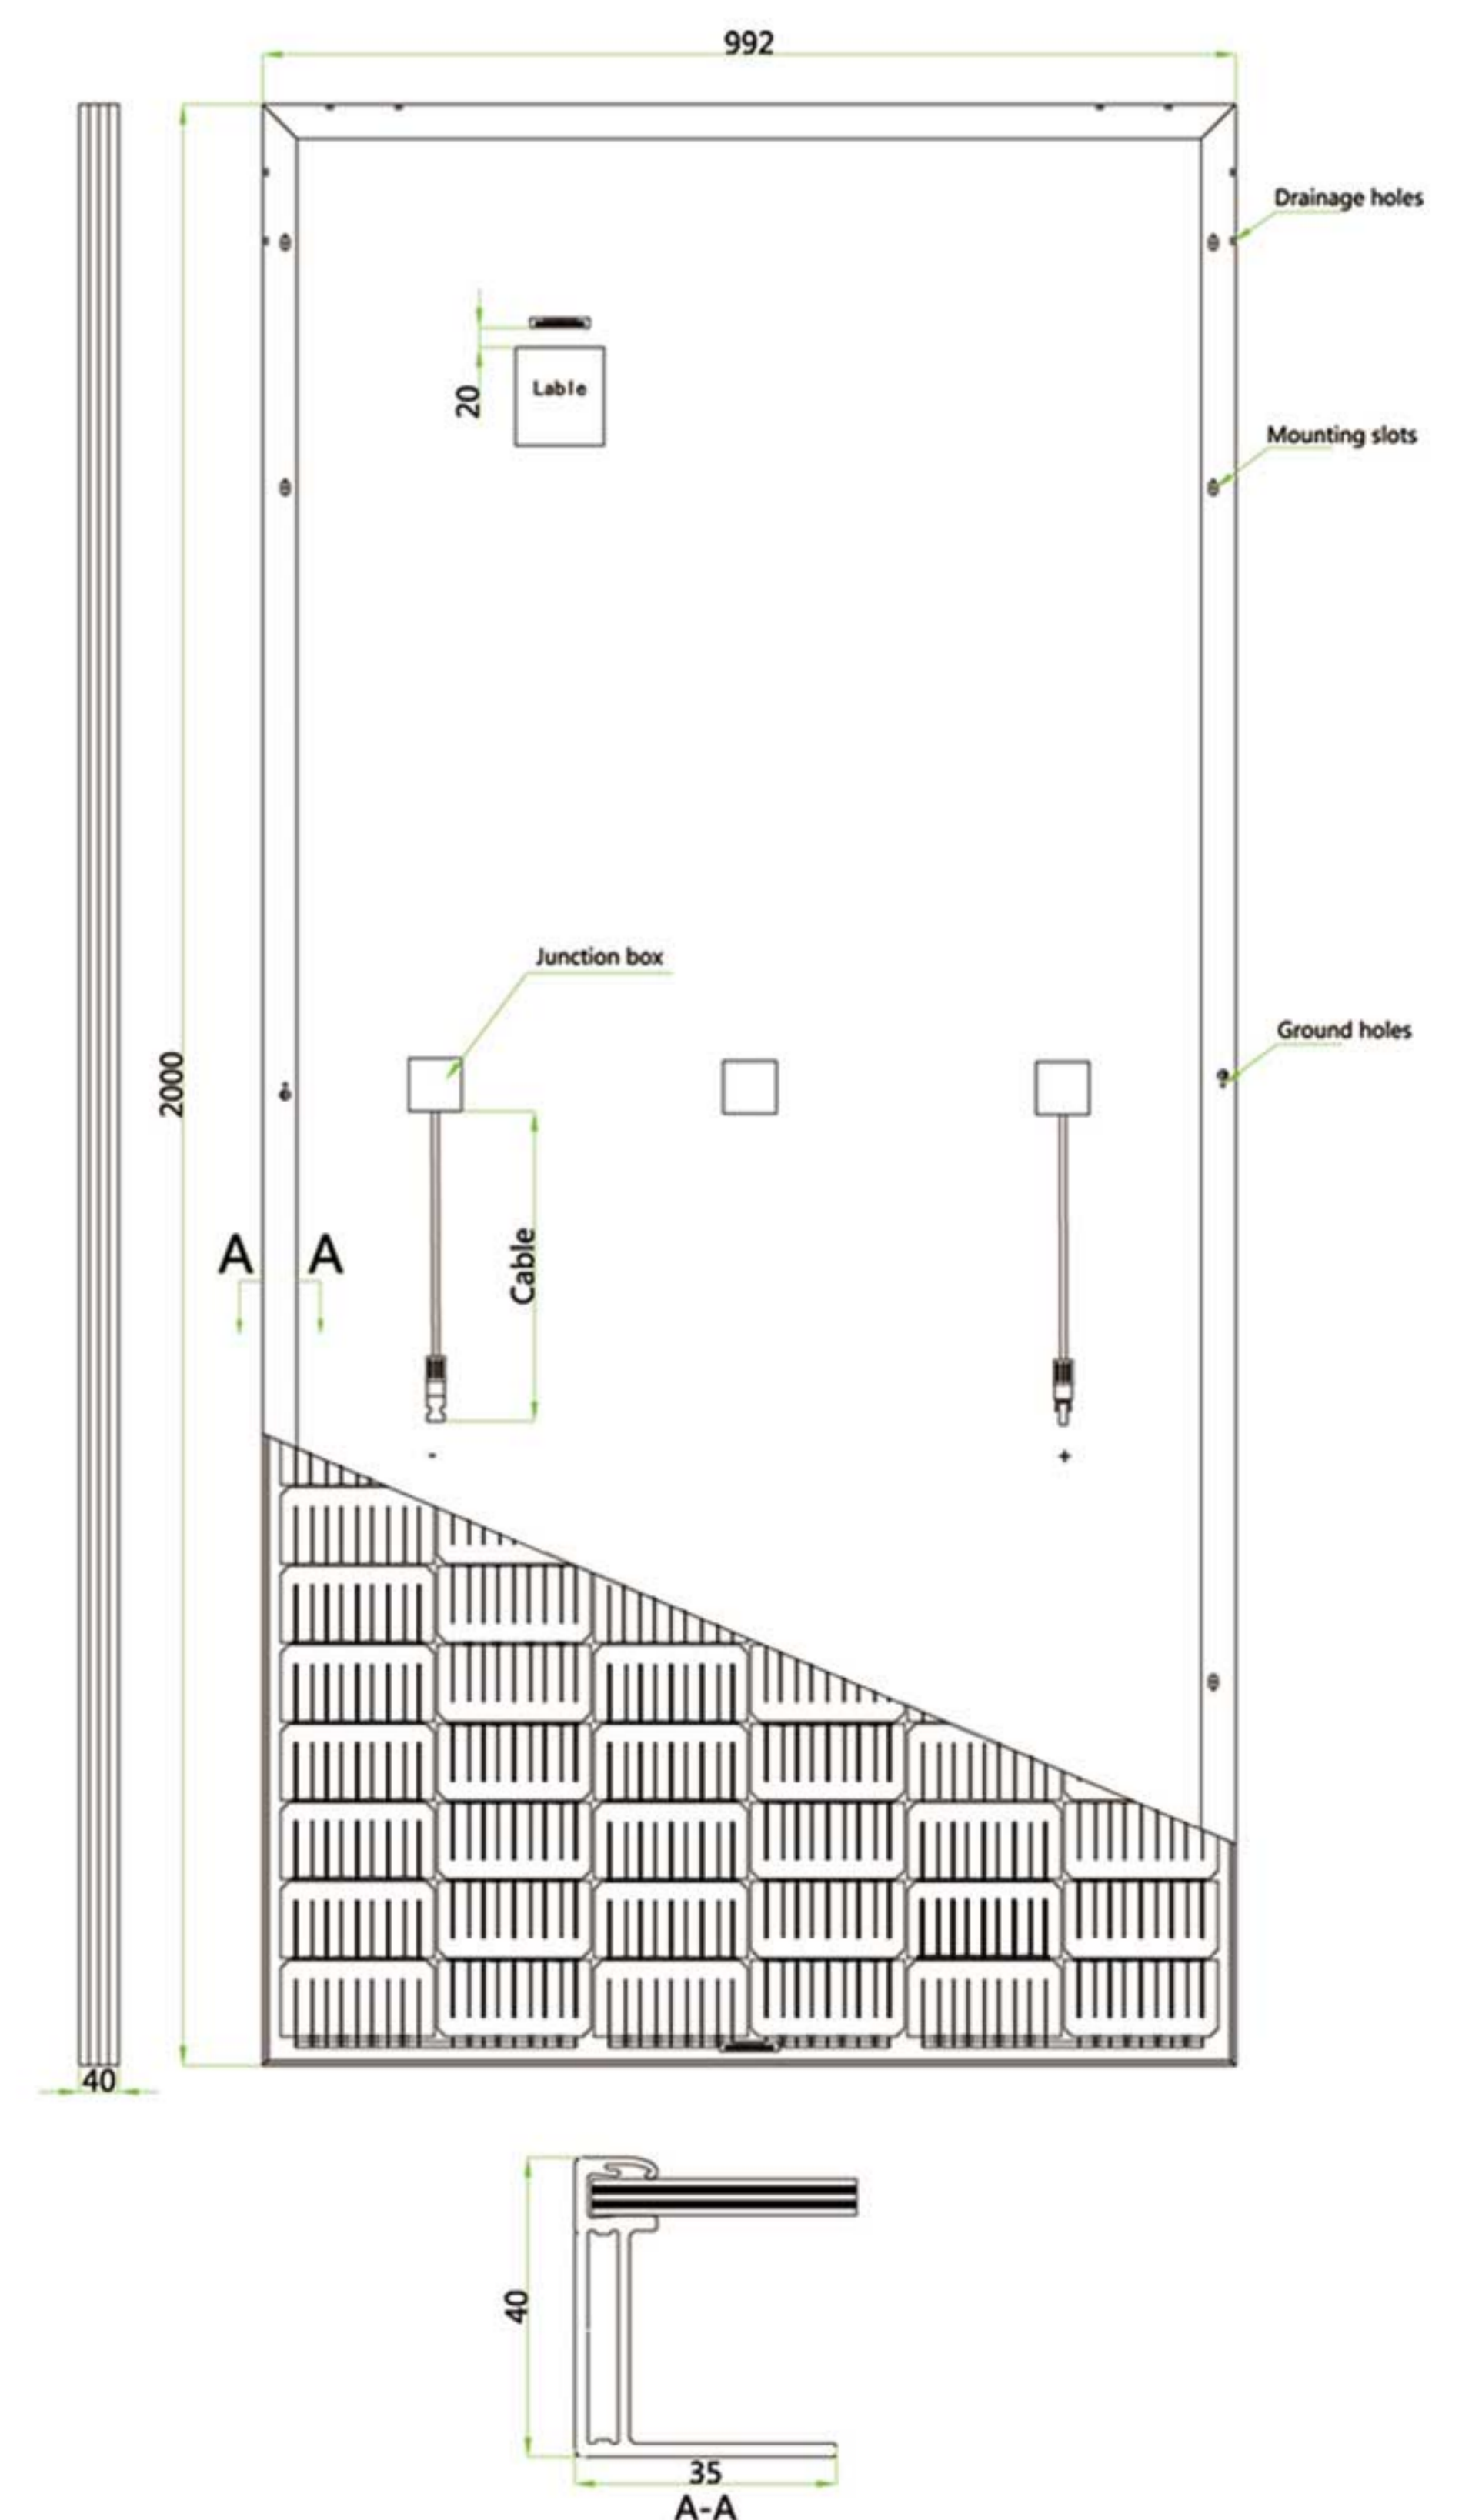 992
Drainage holes
20
Lable
Mounting slots
Junction box
Ground holes
2000
A A
Cable
- +
40
40
35
A-A